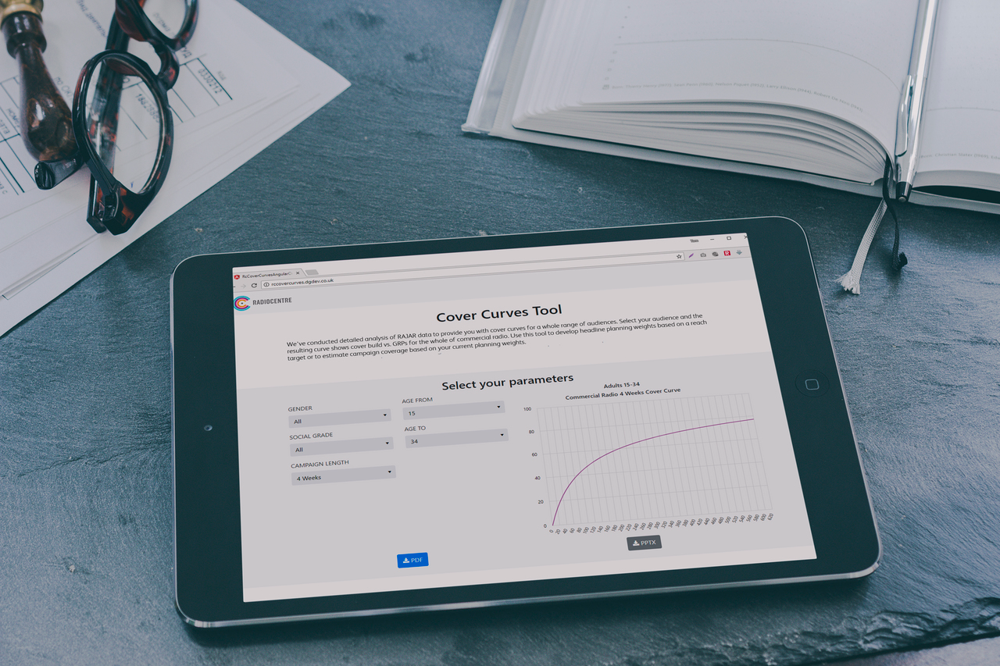 RcCoverCurvesAngularC
rccovercurves.dgdev.co.uk
RADIOCENTRE
Cover Curves Tool
We've conducted detailed analysis of RAJAR data to provide you with cover curves for a whole range of audiences. Select your audience and the
resulting curve shows cover build vs. GRPs for the whole of commercial radio. Use this tool to develop headline planning weights based on a reach
target or to estimate campaign coverage based on your current planning weights.
Select your parameters
GENDER
All
AGE FROM
15
SOCIAL GRADE
All
AGE TO
34
CAMPAIGN LENGTH
4 Weeks
PDF
Adults 15-34
Commercial Radio 4 Weeks Cover Curve
100
80
60
40
20
0
0 20 40 60 80 100 120 140 160 180 200 220 240 260 280 300 320 340 360 380 400 420 440 460 480 500 520 540 560 580 600 620
PPTX